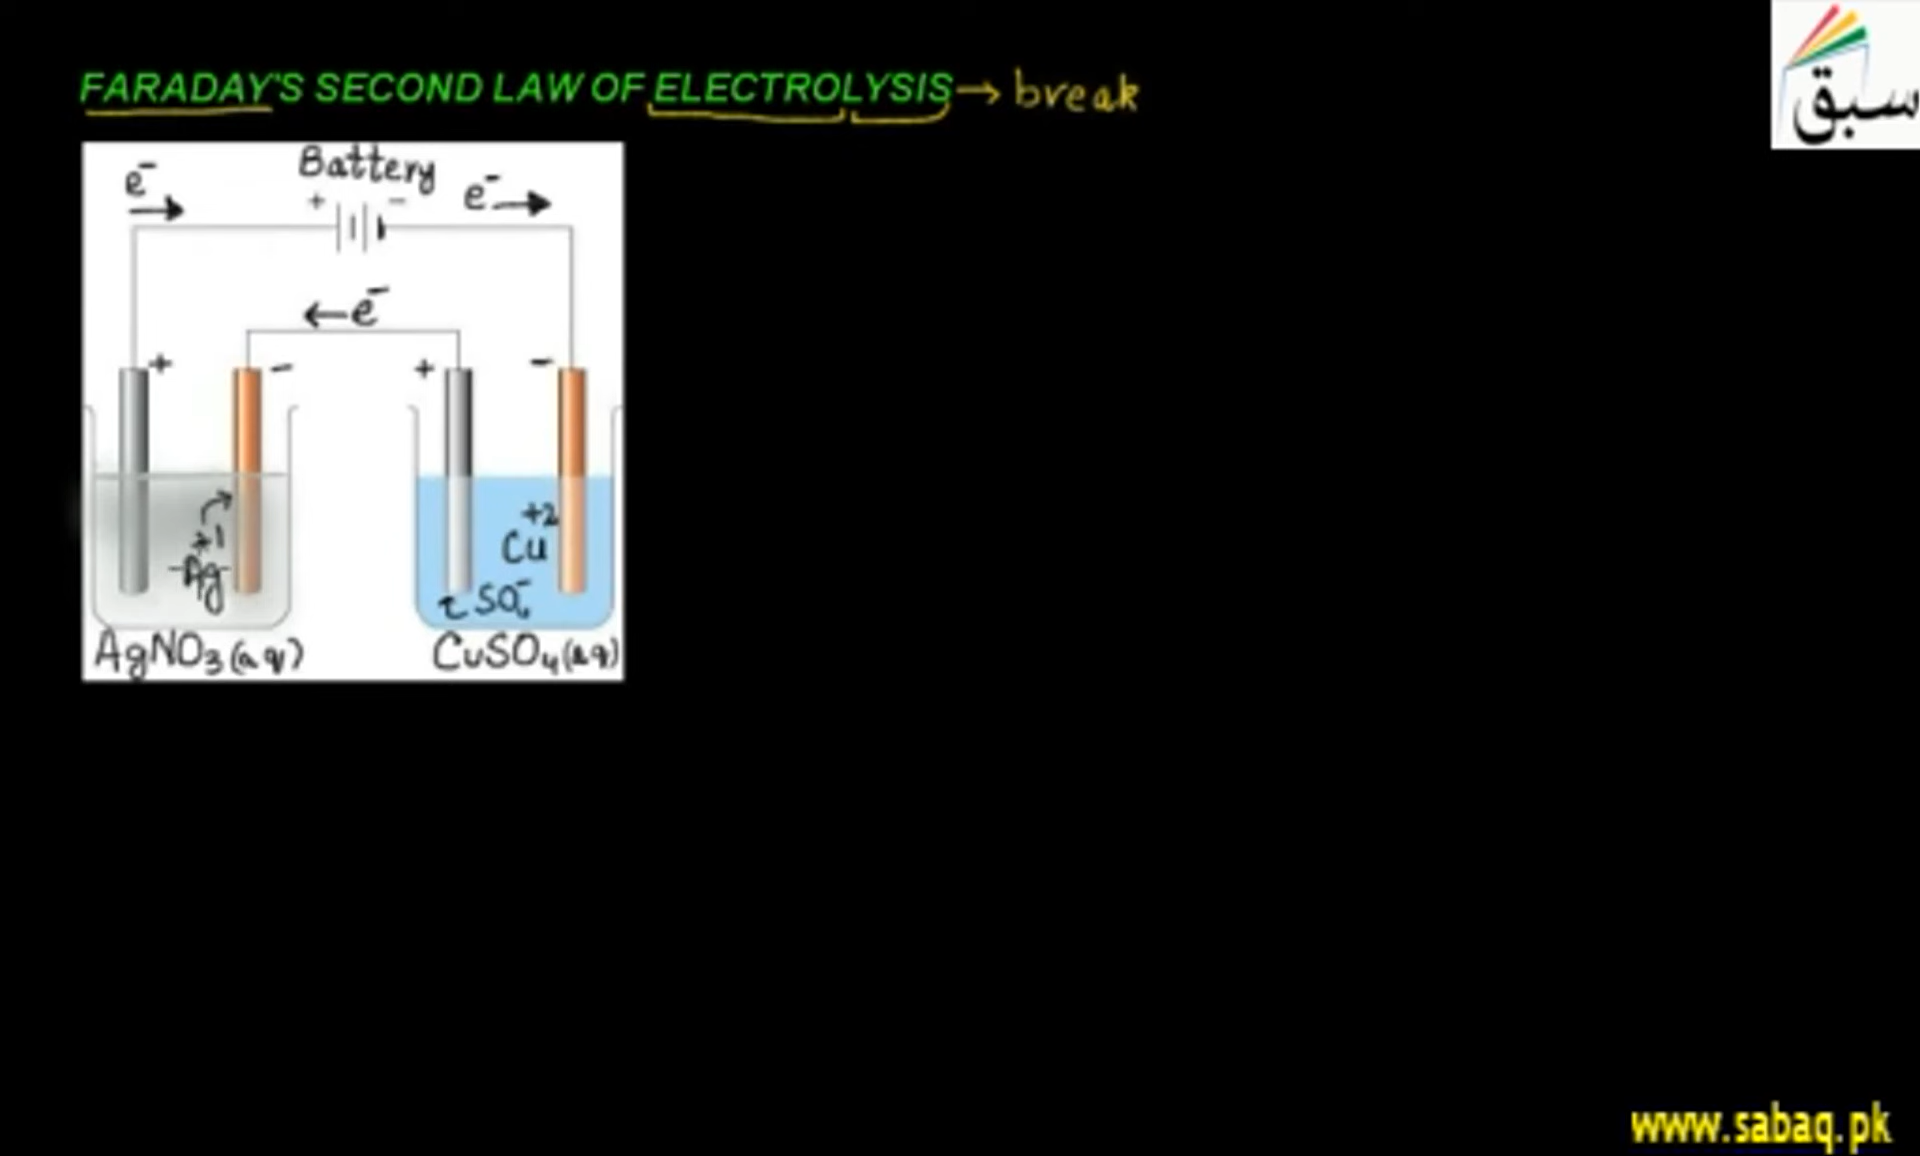 FARADAY'S SECOND LAW OF ELECTROLYSIS → break
سبق
Battery
e⁻ → + - e⁻ →
← e⁻
+ - + -
+2
+1 Cu
Ag
SO₄⁻
AgNO₃(aq) CuSO₄(aq)
www.sabaq.pk